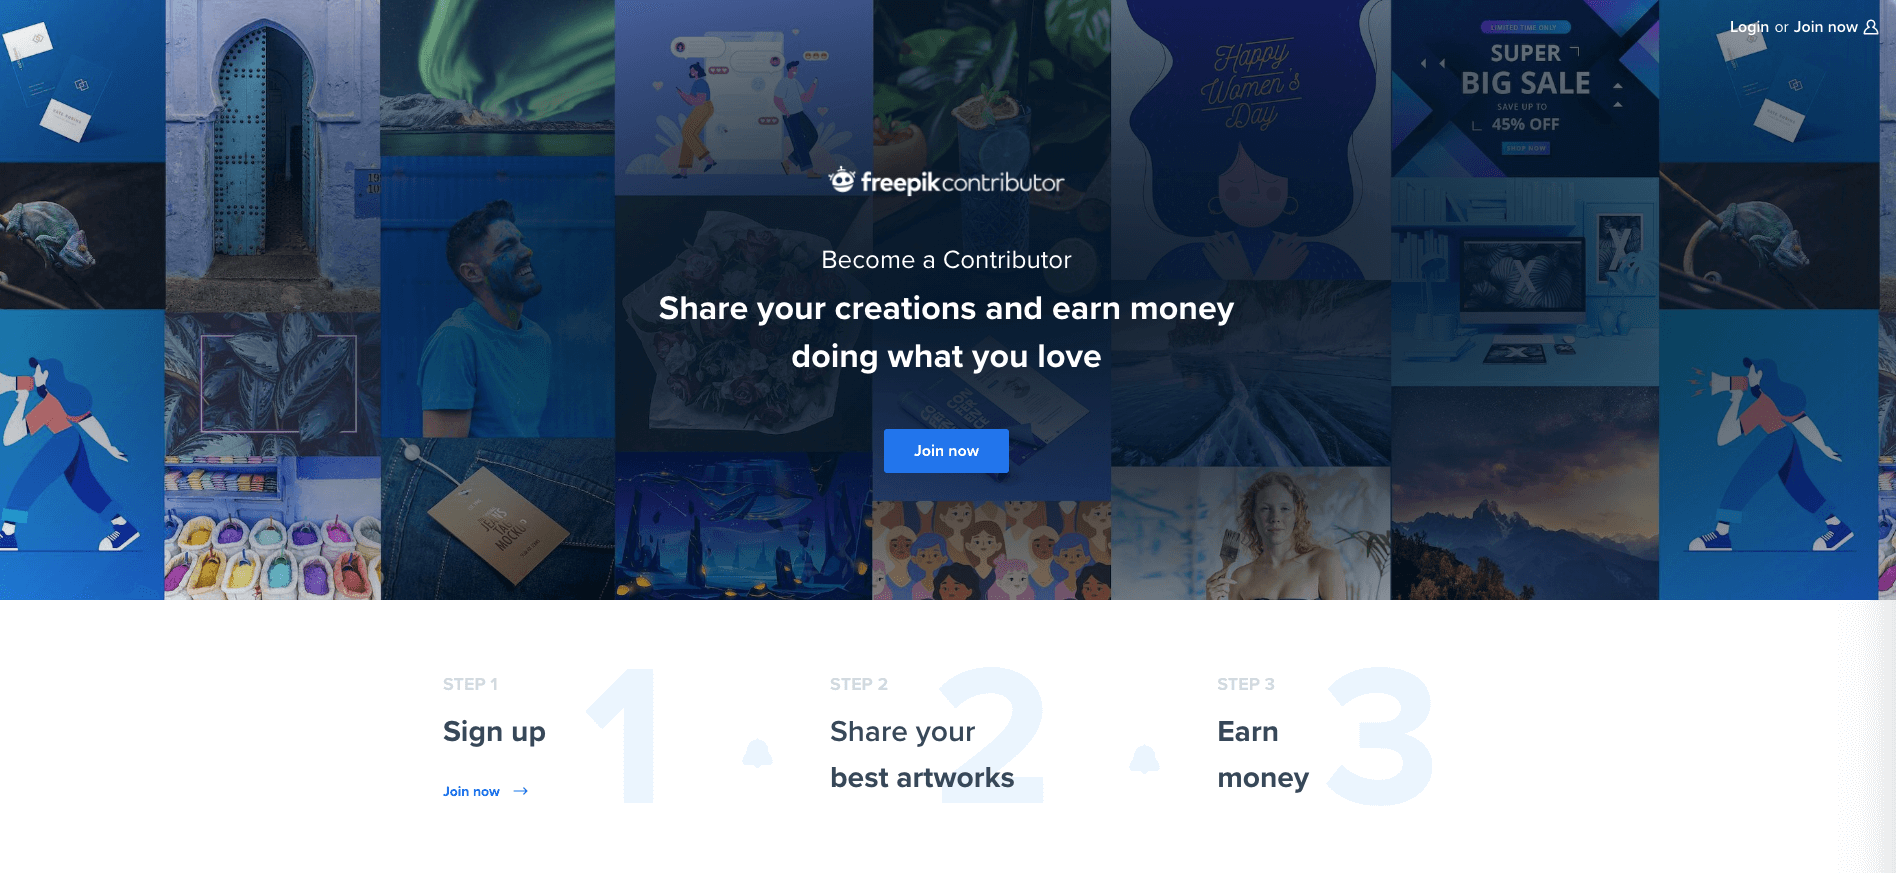 Login or Join now
Happy
Women's
Day
LIMITED TIME ONLY
SUPER
BIG SALE
SAVE UP TO
45% OFF
SHOP NOW
freepikcontributor
Become a Contributor
Share your creations and earn money
doing what you love
Join now
STEP 1
1
Sign up
Join now
STEP 2
2
Share your
best artworks
STEP 3
3
Earn
money